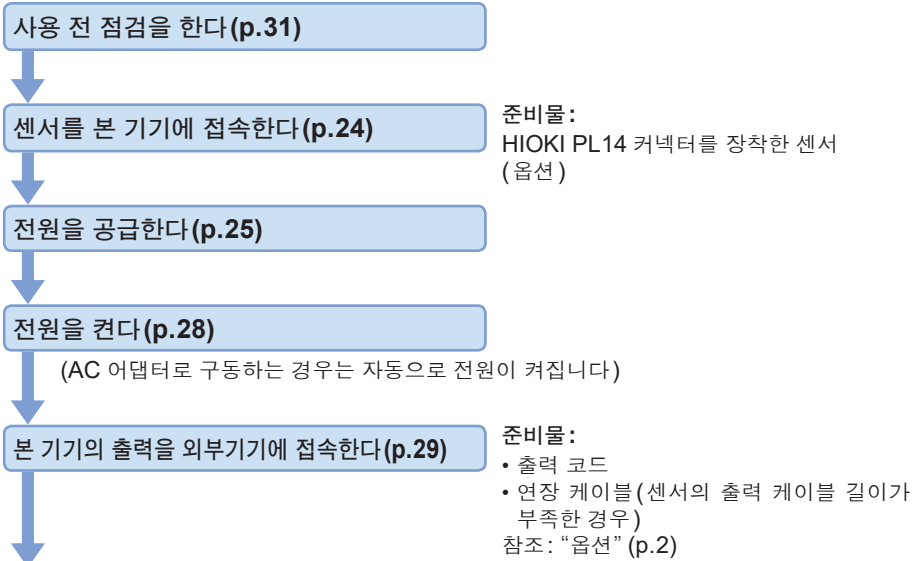 사용 전 점검을 한다(p.31)
센서를 본 기기에 접속한다(p.24)
준비물:
HIOKI PL14 커넥터를 장착한 센서
(옵션)
전원을 공급한다(p.25)
전원을 켠다(p.28)
(AC 어댑터로 구동하는 경우는 자동으로 전원이 켜집니다)
본 기기의 출력을 외부기기에 접속한다(p.29)
준비물:
• 출력 코드
• 연장 케이블(센서의 출력 케이블 길이가
부족한 경우)
참조: “옵션” (p.2)